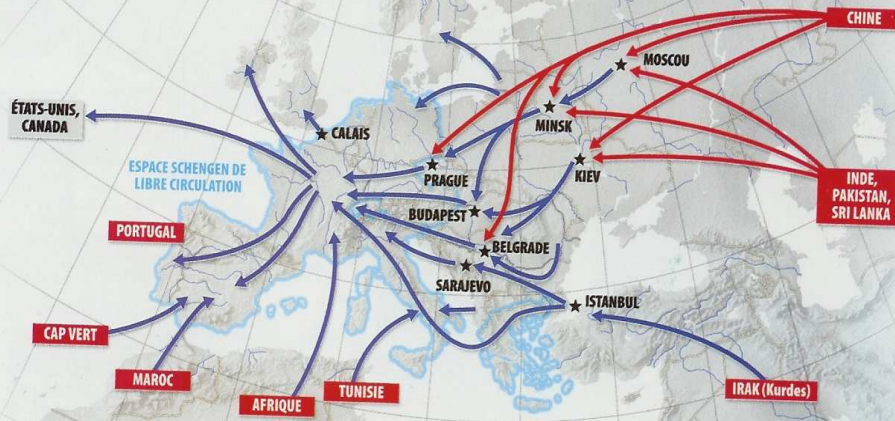 CHINE
MOSCOU
ÉTATS-UNIS,
CANADA
MINSK
CALAIS
ESPACE SCHENGEN DE
LIBRE CIRCULATION
PRAGUE
KIEV
INDE,
PAKISTAN,
SRI LANKA
BUDAPEST
PORTUGAL
BELGRADE
SARAJEVO
ISTANBUL
CAP VERT
MAROC
AFRIQUE
TUNISIE
IRAK (Kurdes)